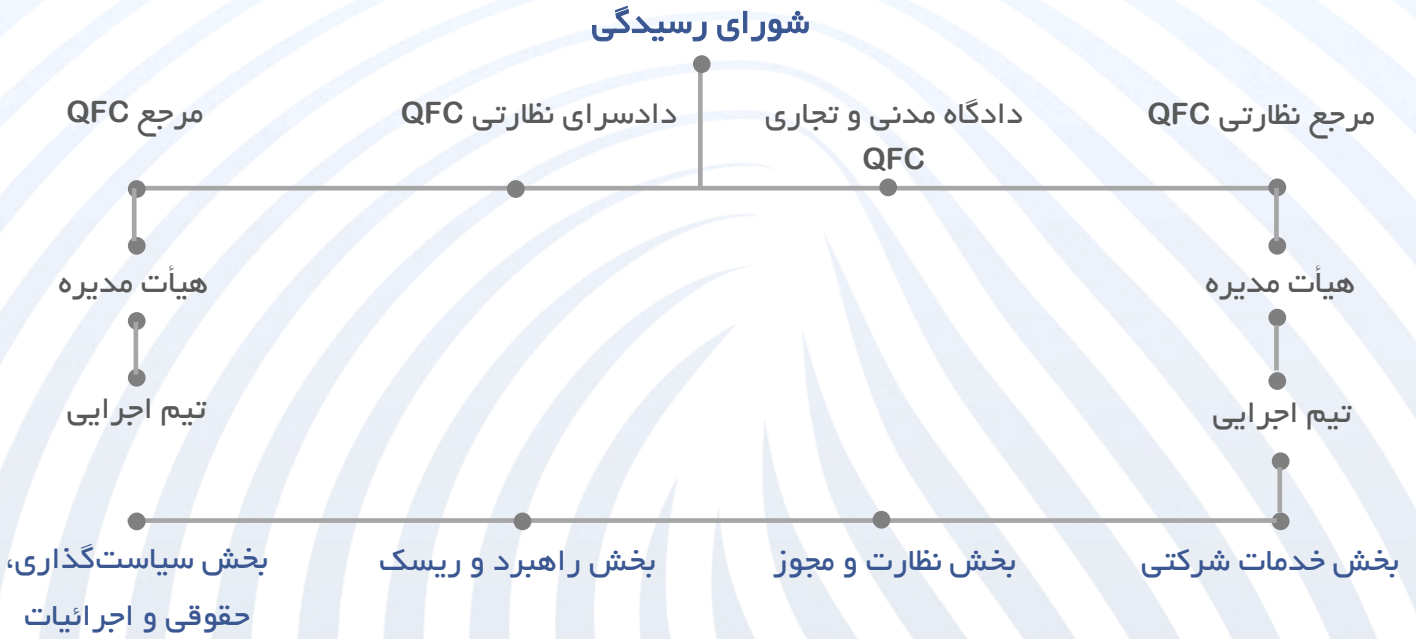 شورای رسیدگی
مرجع نظارتی QFC
دادگاه مدنی و تجاری
QFC
دادسرای نظارتی QFC
مرجع QFC
هیأت مدیره
هیأت مدیره
تیم اجرایی
تیم اجرایی
بخش خدمات شرکتی
بخش نظارت و مجوز
بخش راهبرد و ریسک
بخش سیاست‌گذاری،
حقوقی و اجرائیات